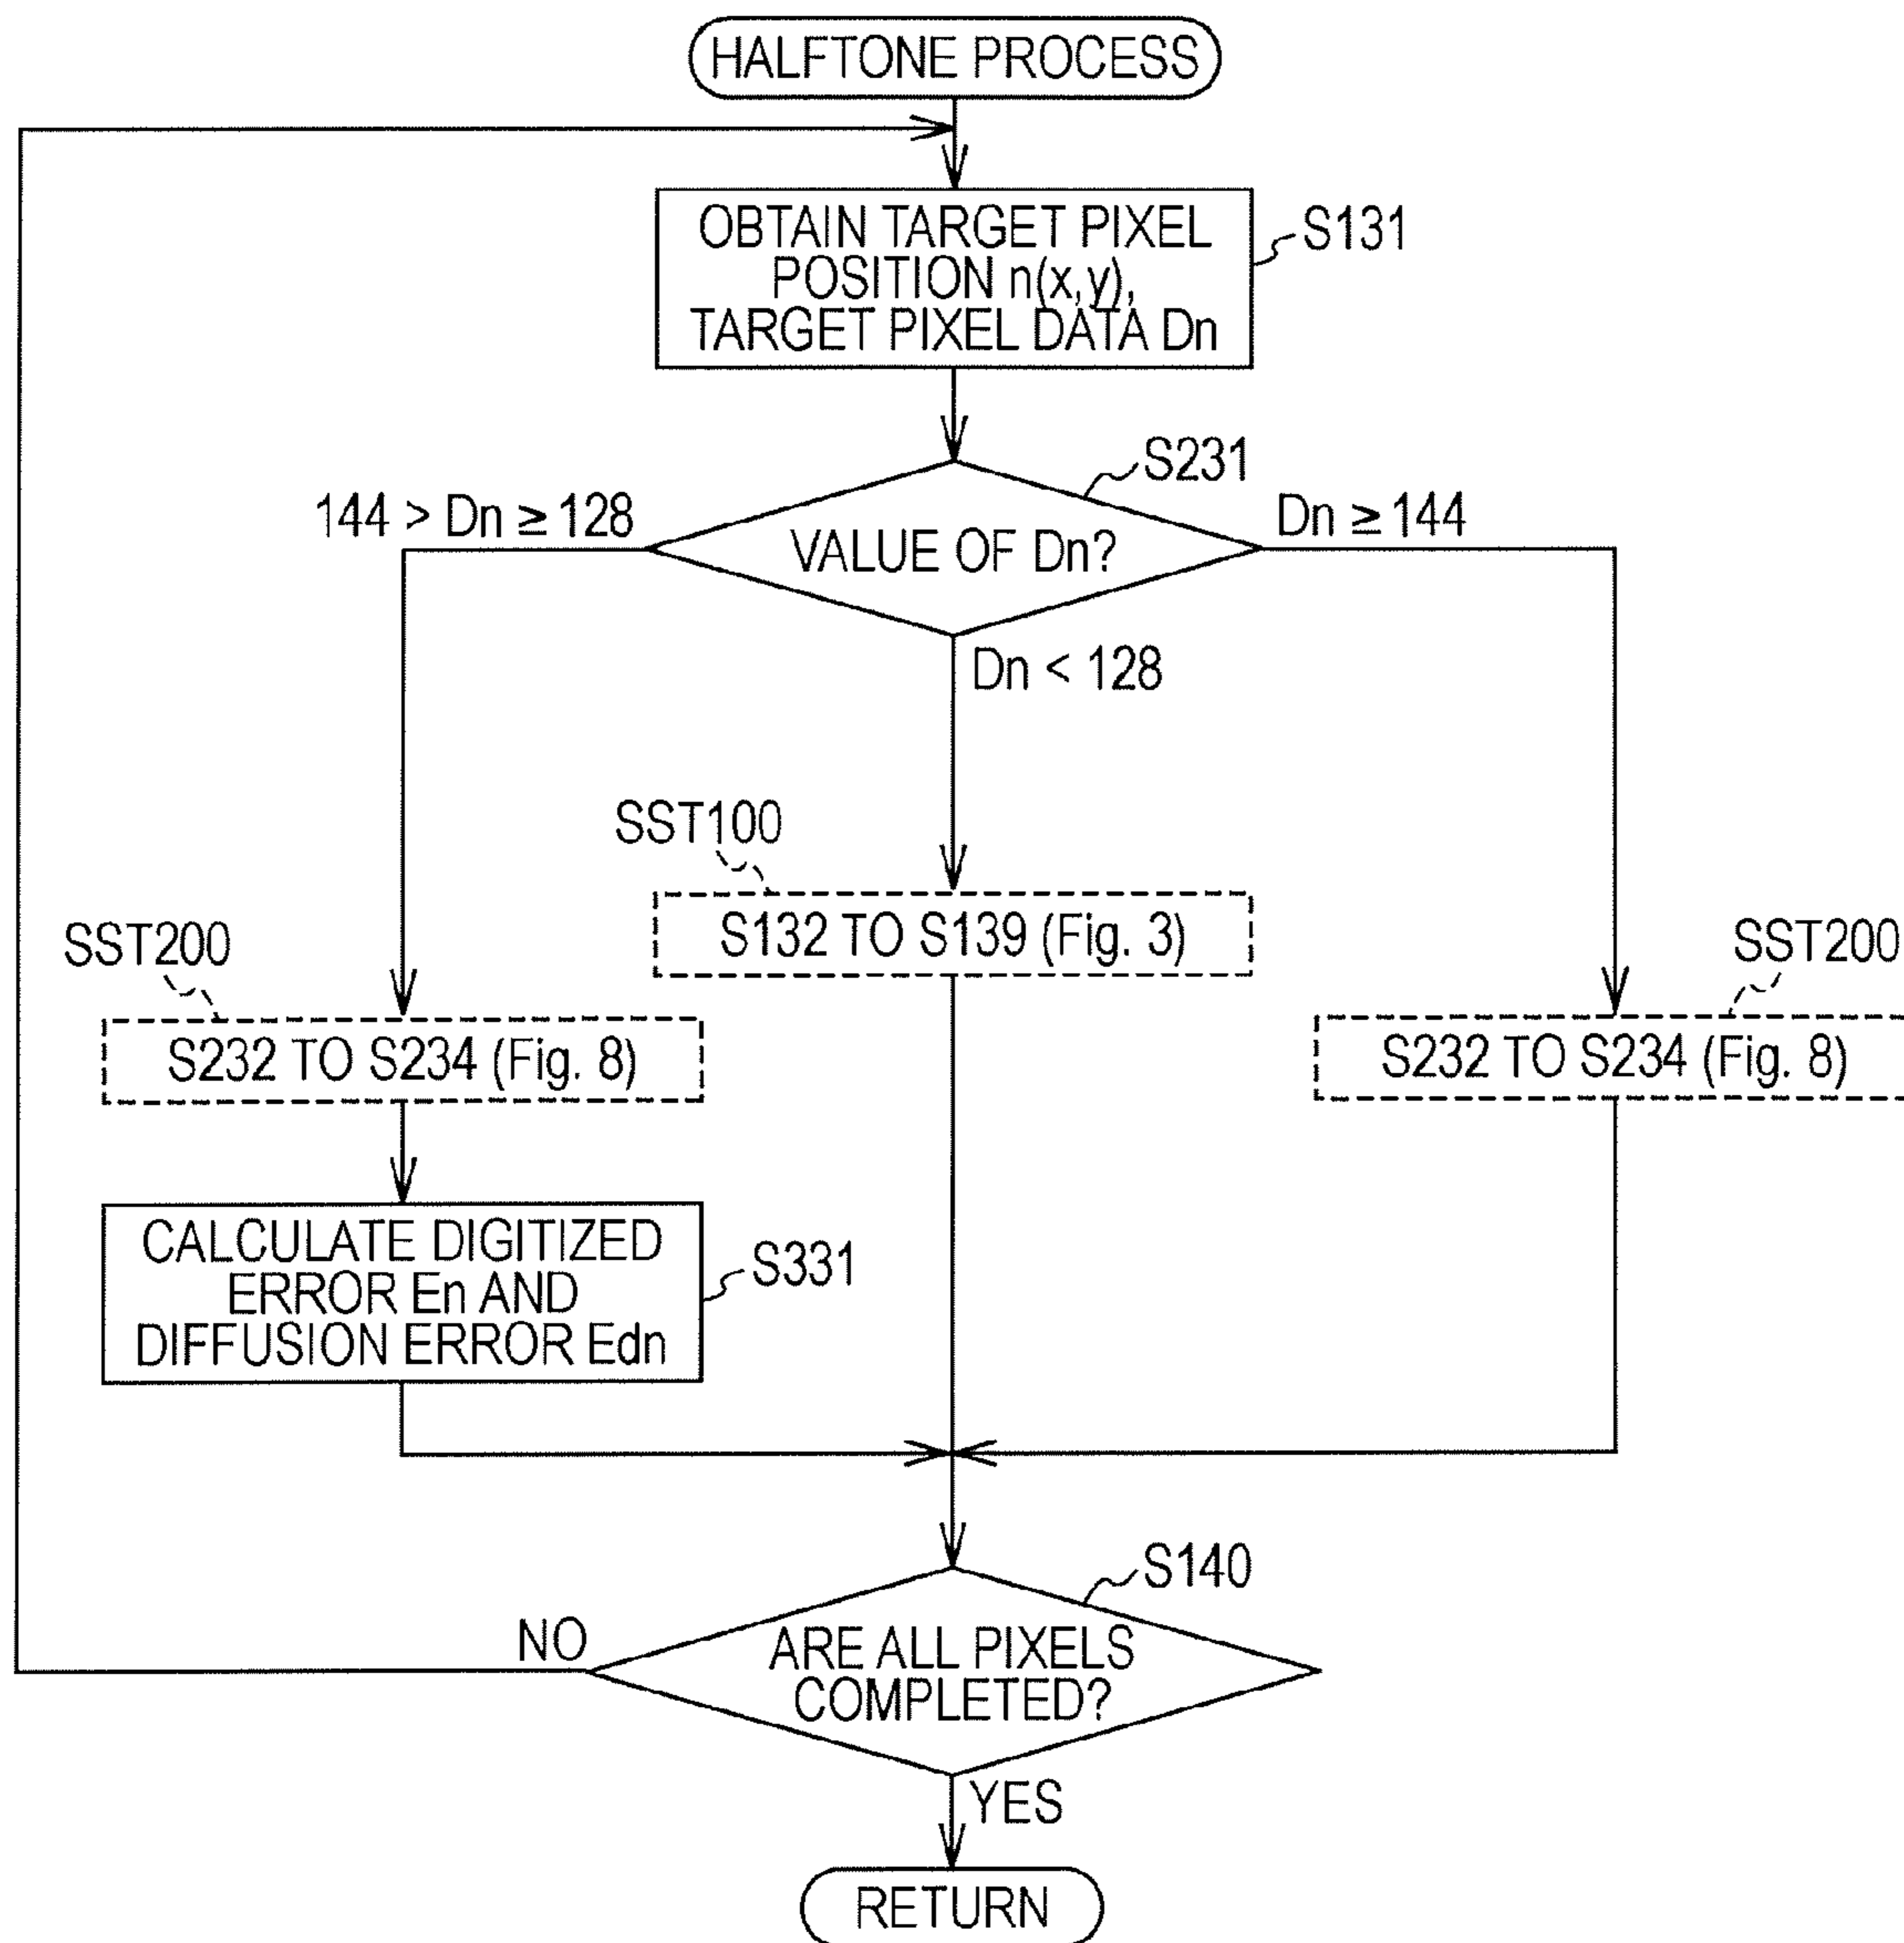 HALFTONE PROCESS
OBTAIN TARGET PIXEL
POSITION n(x,y),
TARGET PIXEL DATA Dn
S131
S231
144 > Dn ≥ 128
VALUE OF Dn?
Dn ≥ 144
Dn < 128
SST100
S132 TO S139 (Fig. 3)
SST200
S232 TO S234 (Fig. 8)
SST200
S232 TO S234 (Fig. 8)
CALCULATE DIGITIZED
ERROR En AND
DIFFUSION ERROR Edn
S331
S140
NO
ARE ALL PIXELS
COMPLETED?
YES
RETURN